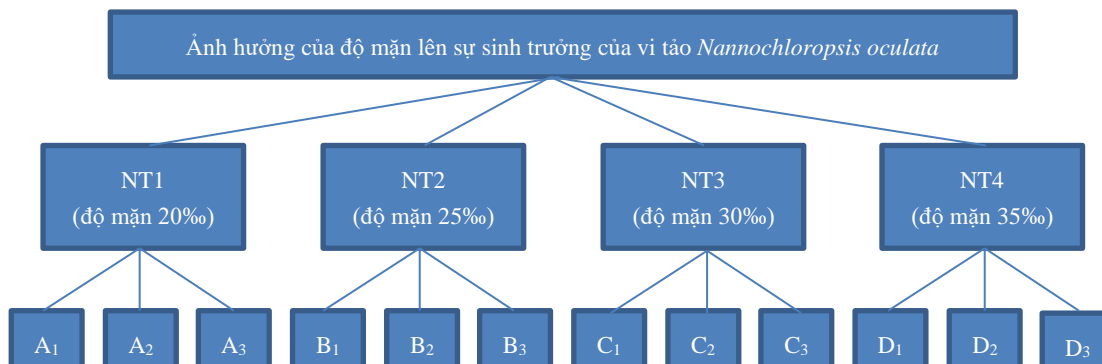 Ảnh hưởng của độ mặn lên sự sinh trưởng của vi tảo Nannochloropsis oculata
NT1
(độ mặn 20‰)
NT2
(độ mặn 25‰)
NT3
(độ mặn 30‰)
NT4
(độ mặn 35‰)
A₁ A₂ A₃ B₁ B₂ B₃ C₁ C₂ C₃ D₁ D₂ D₃